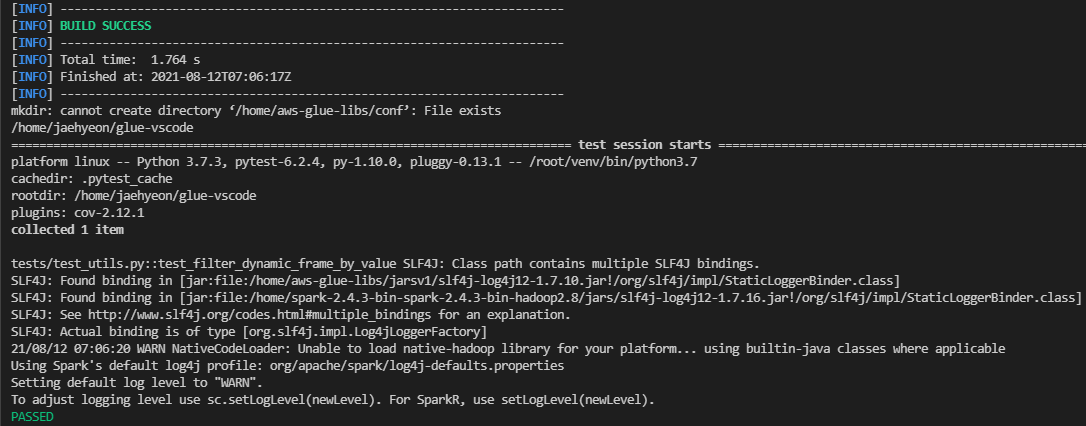 [INFO] ------------------------------------------------------------------------
[INFO] BUILD SUCCESS
[INFO] ------------------------------------------------------------------------
[INFO] Total time:  1.764 s
[INFO] Finished at: 2021-08-12T07:06:17Z
[INFO] ------------------------------------------------------------------------
mkdir: cannot create directory ‘/home/aws-glue-libs/conf’: File exists
/home/jaehyeon/glue-vscode
================================================================================ test session starts =====================================================
platform linux -- Python 3.7.3, pytest-6.2.4, py-1.10.0, pluggy-0.13.1 -- /root/venv/bin/python3.7
cachedir: .pytest_cache
rootdir: /home/jaehyeon/glue-vscode
plugins: cov-2.12.1
collected 1 item
tests/test_utils.py::test_filter_dynamic_frame_by_value SLF4J: Class path contains multiple SLF4J bindings.
SLF4J: Found binding in [jar:file:/home/aws-glue-libs/jarsv1/slf4j-log4j12-1.7.10.jar!/org/slf4j/impl/StaticLoggerBinder.class]
SLF4J: Found binding in [jar:file:/home/spark-2.4.3-bin-spark-2.4.3-bin-hadoop2.8/jars/slf4j-log4j12-1.7.16.jar!/org/slf4j/impl/StaticLoggerBinder.class]
SLF4J: See http://www.slf4j.org/codes.html#multiple_bindings for an explanation.
SLF4J: Actual binding is of type [org.slf4j.impl.Log4jLoggerFactory]
21/08/12 07:06:20 WARN NativeCodeLoader: Unable to load native-hadoop library for your platform... using builtin-java classes where applicable
Using Spark's default log4j profile: org/apache/spark/log4j-defaults.properties
Setting default log level to "WARN".
To adjust logging level use sc.setLogLevel(newLevel). For SparkR, use setLogLevel(newLevel).
PASSED